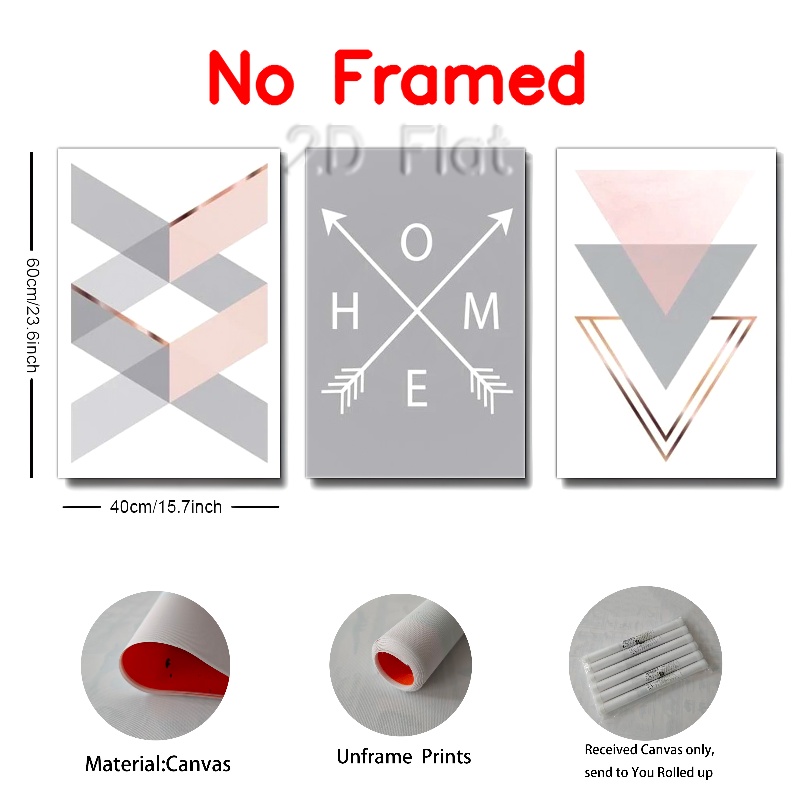 No Framed
2D Flat
60cm/23.6inch
O
H M
E
40cm/15.7inch
Material:Canvas
Unframe Prints
Received Canvas only,
send to You Rolled up